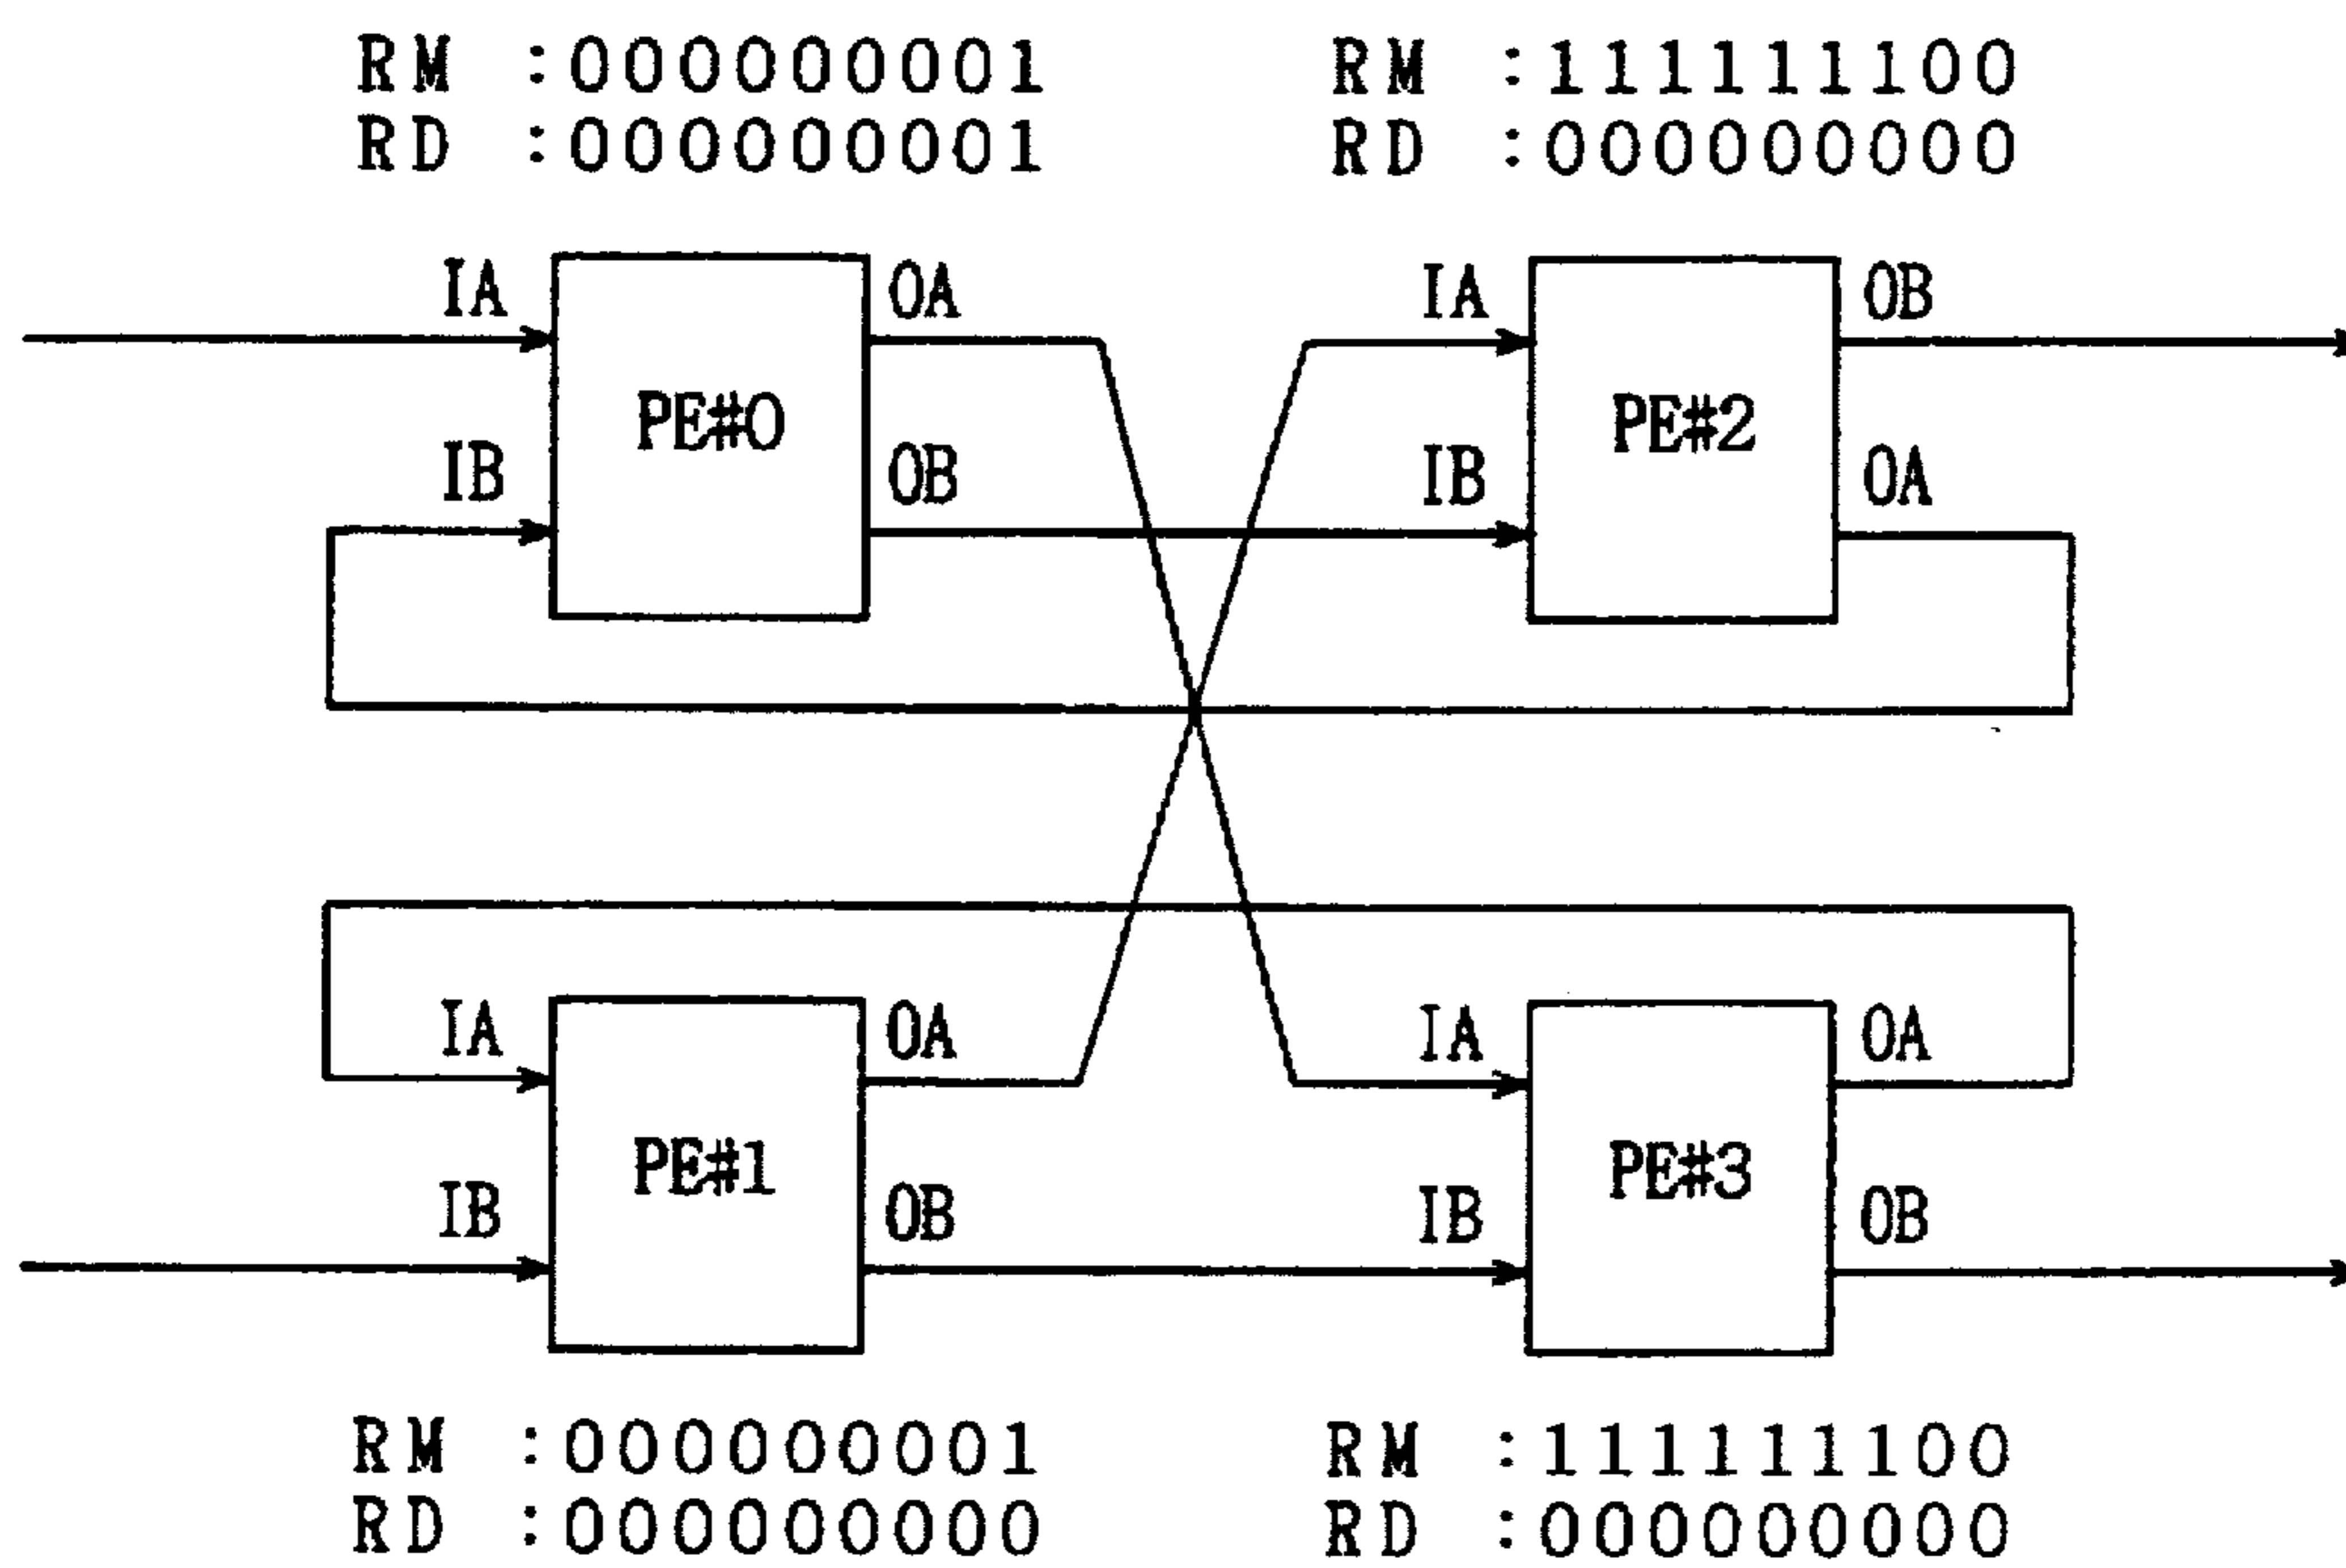 RM :000000001
RD :000000001
RM :111111100
RD :000000000
IA
OA
IA
OB
PE#0
PE#2
IB
OB
IB
OA
IA
OA
IA
OA
PE#1
PE#3
IB
OB
IB
OB
RM :000000001
RD :000000000
RM :111111100
RD :000000000